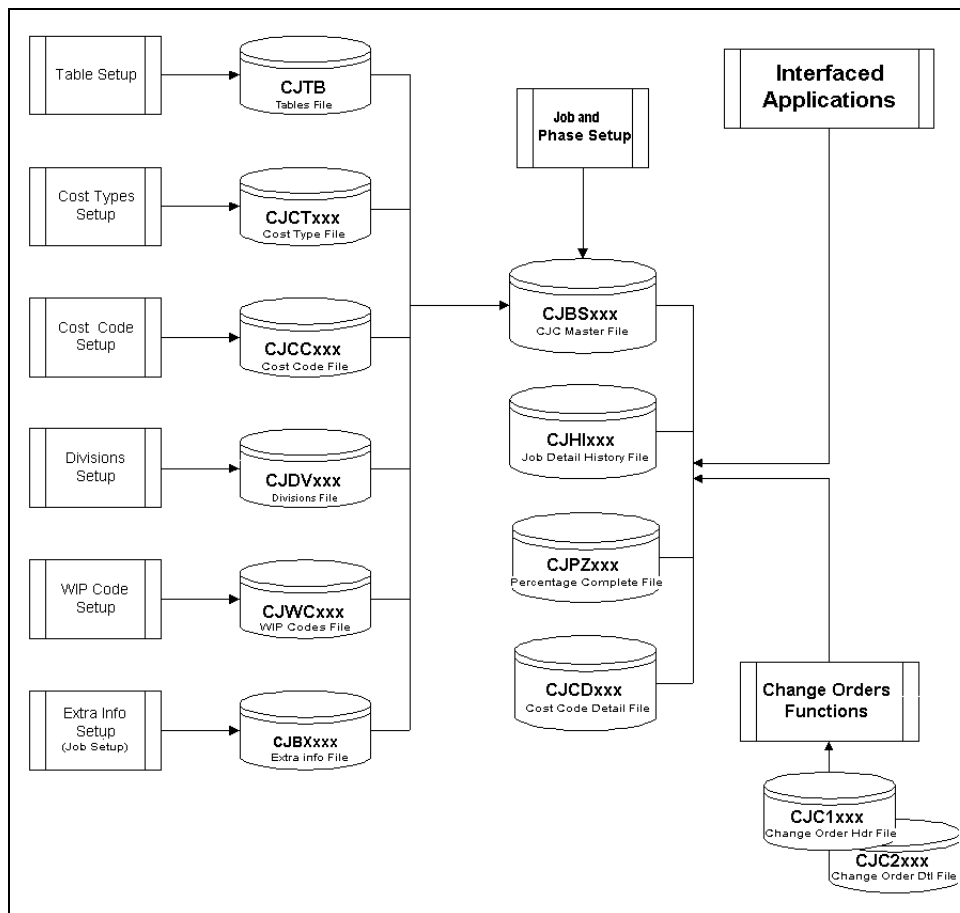 Table Setup
CJTB
Tables File
Cost Types
Setup
CJCTxxx
Cost Type File
Cost Code
Setup
CJCCxxx
Cost Code File
Divisions
Setup
CJDVxxx
Divisions File
WIP Code
Setup
CJWCxxx
WIP Codes File
Extra Info
Setup
(Job Setup)
CJBXxxx
Extra info File
Job and
Phase Setup
CJBSxxx
CJC Master File
CJHIxxx
Job Detail History File
CJPZxxx
Percentage Complete File
CJCDxxx
Cost Code Detail File
Interfaced
Applications
Change Orders
Functions
CJC1xxx
Change Order Hdr File
CJC2xxx
Change Order Dtl File